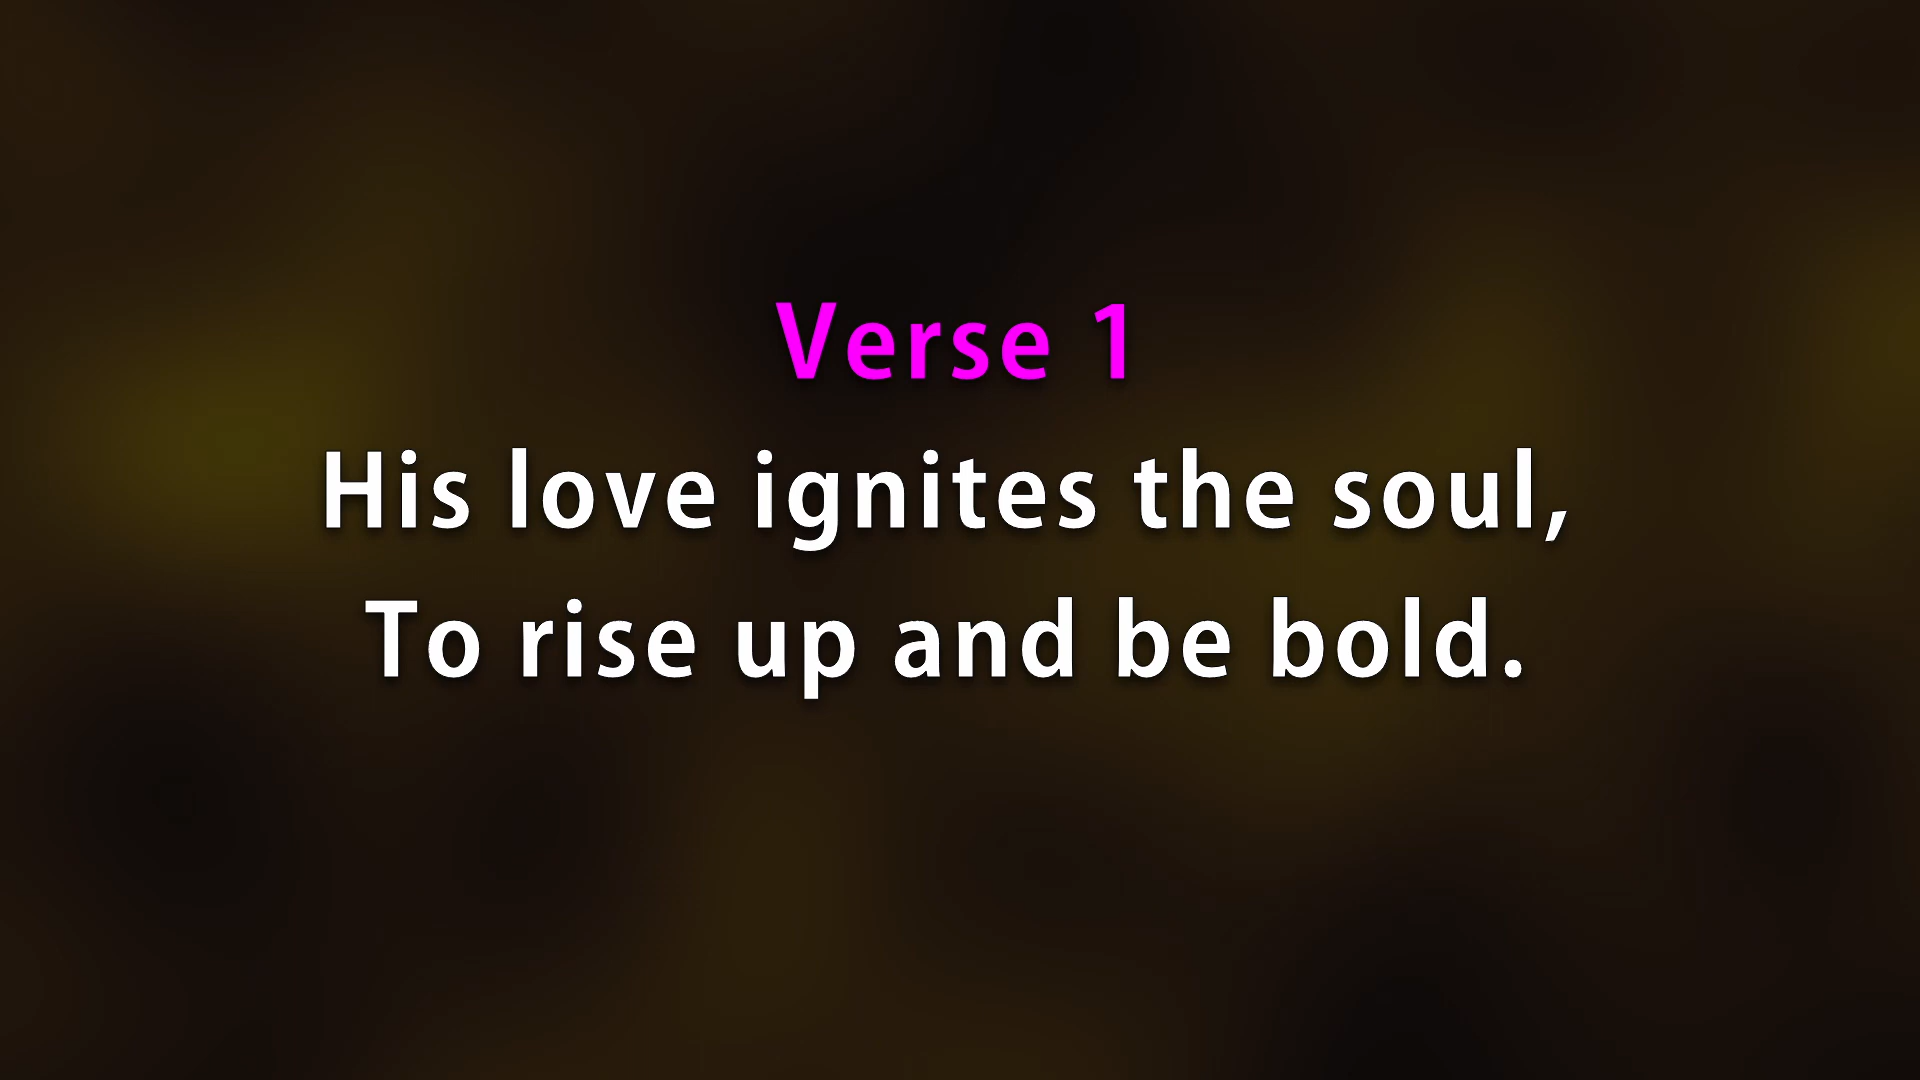 Verse 1
His love ignites the soul,
To rise up and be bold.